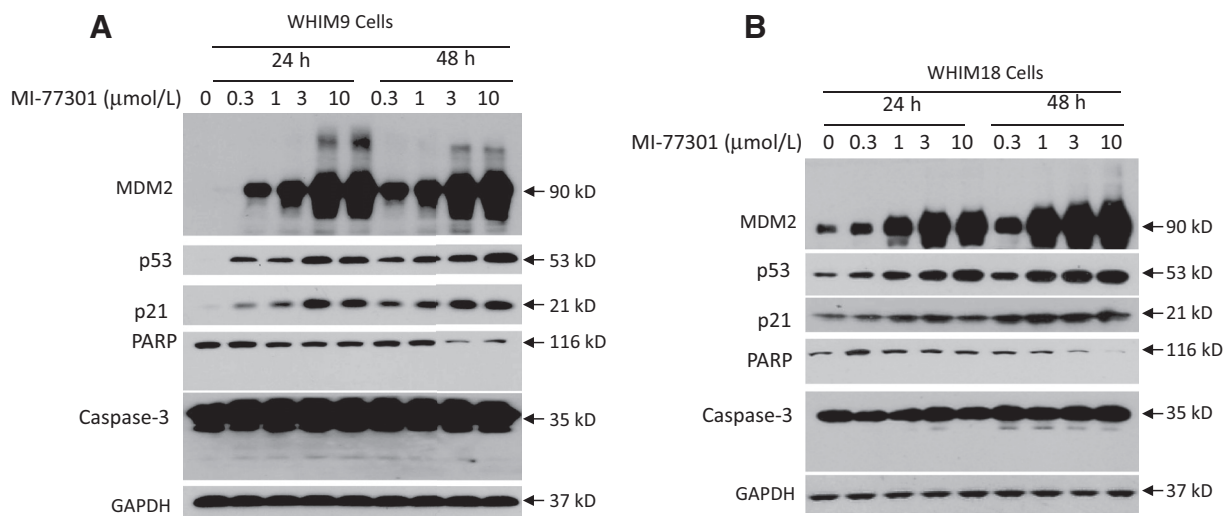 A
WHIM9 Cells
24 h 48 h
MI-77301 (μmol/L) 0 0.3 1 3 10 0.3 1 3 10
MDM2 90 kD
p53 53 kD
p21 21 kD
PARP 116 kD
Caspase-3 35 kD
GAPDH 37 kD
B
WHIM18 Cells
24 h 48 h
MI-77301 (μmol/L) 0 0.3 1 3 10 0.3 1 3 10
MDM2 90 kD
p53 53 kD
p21 21 kD
PARP 116 kD
Caspase-3 35 kD
GAPDH 37 kD